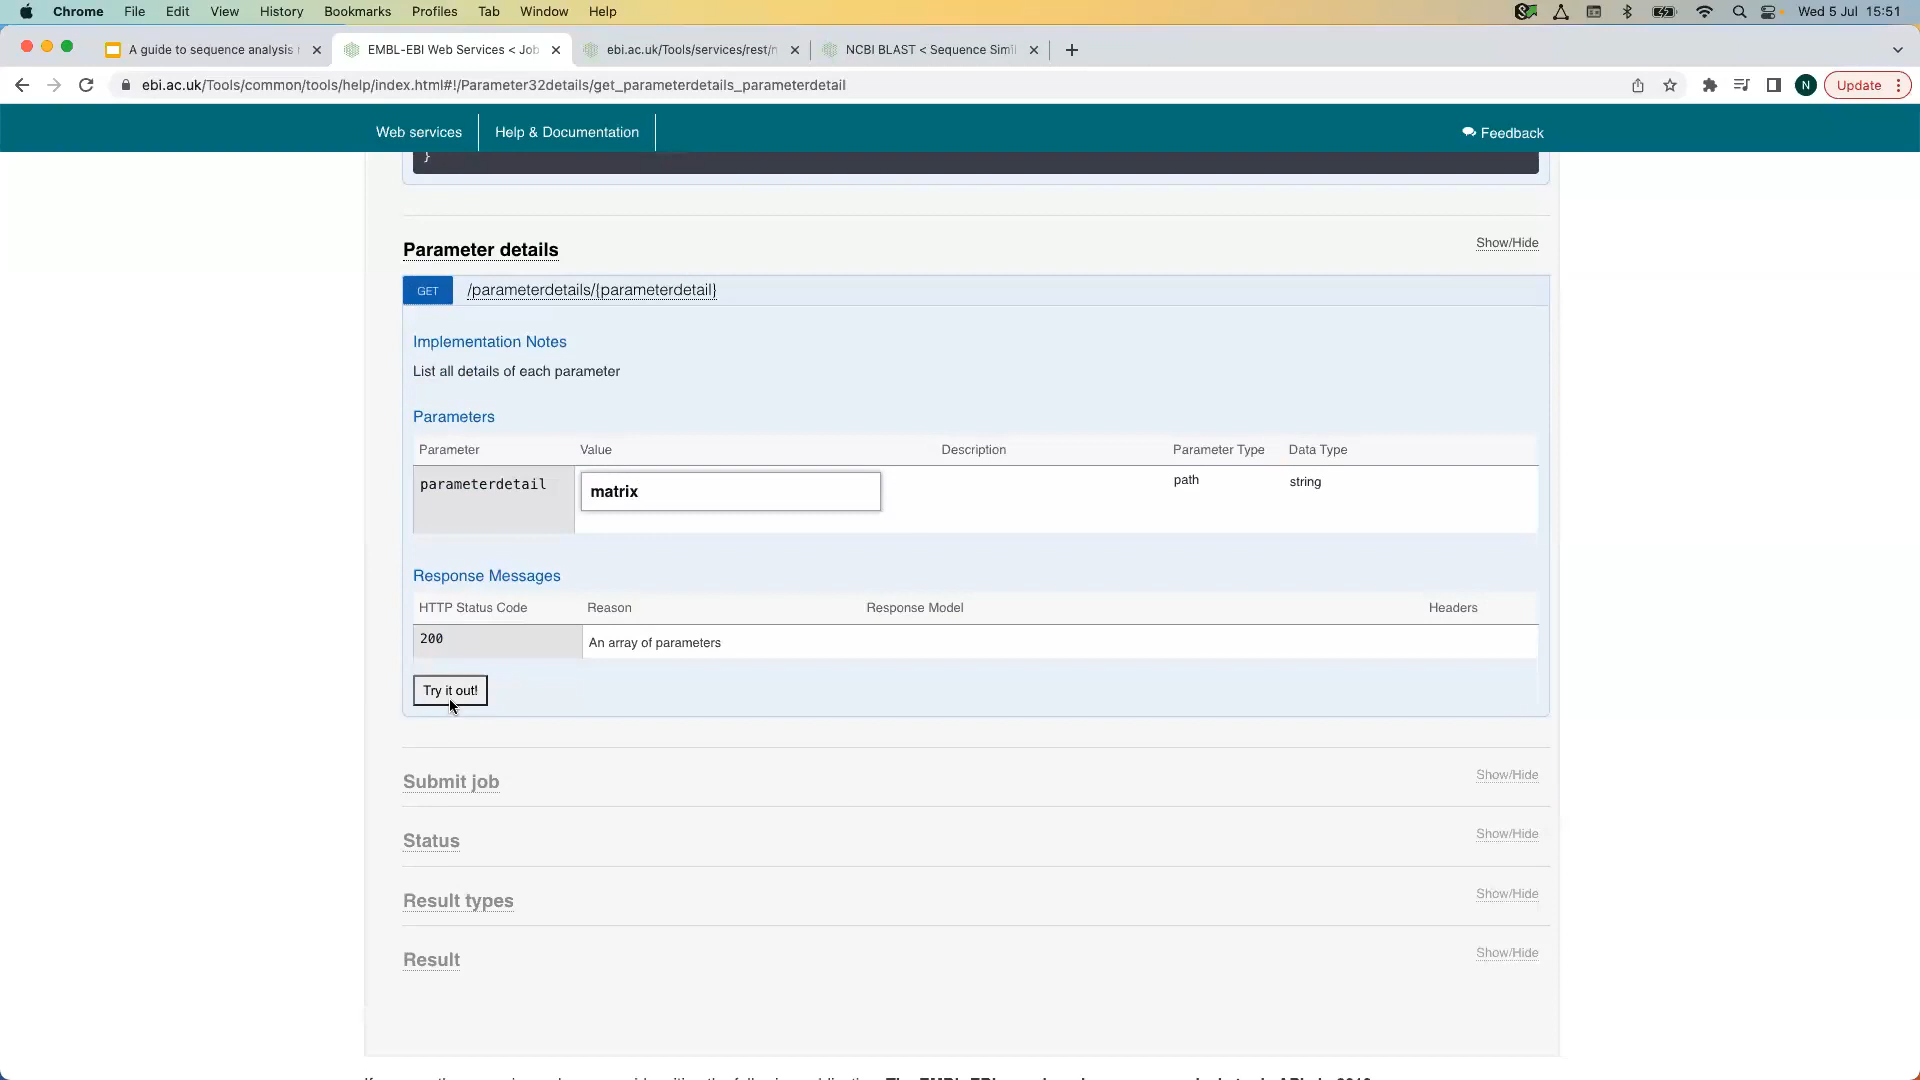 Chrome File Edit View History Bookmarks Profiles Tab Window Help Wed 5 Jul 15:51
A guide to sequence analysis EMBL-EBI Web Services < Job ebi.ac.uk/Tools/services/rest/n NCBI BLAST < Sequence Simil
ebi.ac.uk/Tools/common/tools/help/index.html#!/Parameter32details/get_parameterdetails_parameterdetail N Update
Web services Help & Documentation Feedback
}
Parameter details Show/Hide
GET /parameterdetails/{parameterdetail}
Implementation Notes
List all details of each parameter
Parameters
Parameter Value Description Parameter Type Data Type
parameterdetail matrix path string
Response Messages
HTTP Status Code Reason Response Model Headers
200 An array of parameters
Try it out!
Submit job Show/Hide
Status Show/Hide
Result types Show/Hide
Result Show/Hide